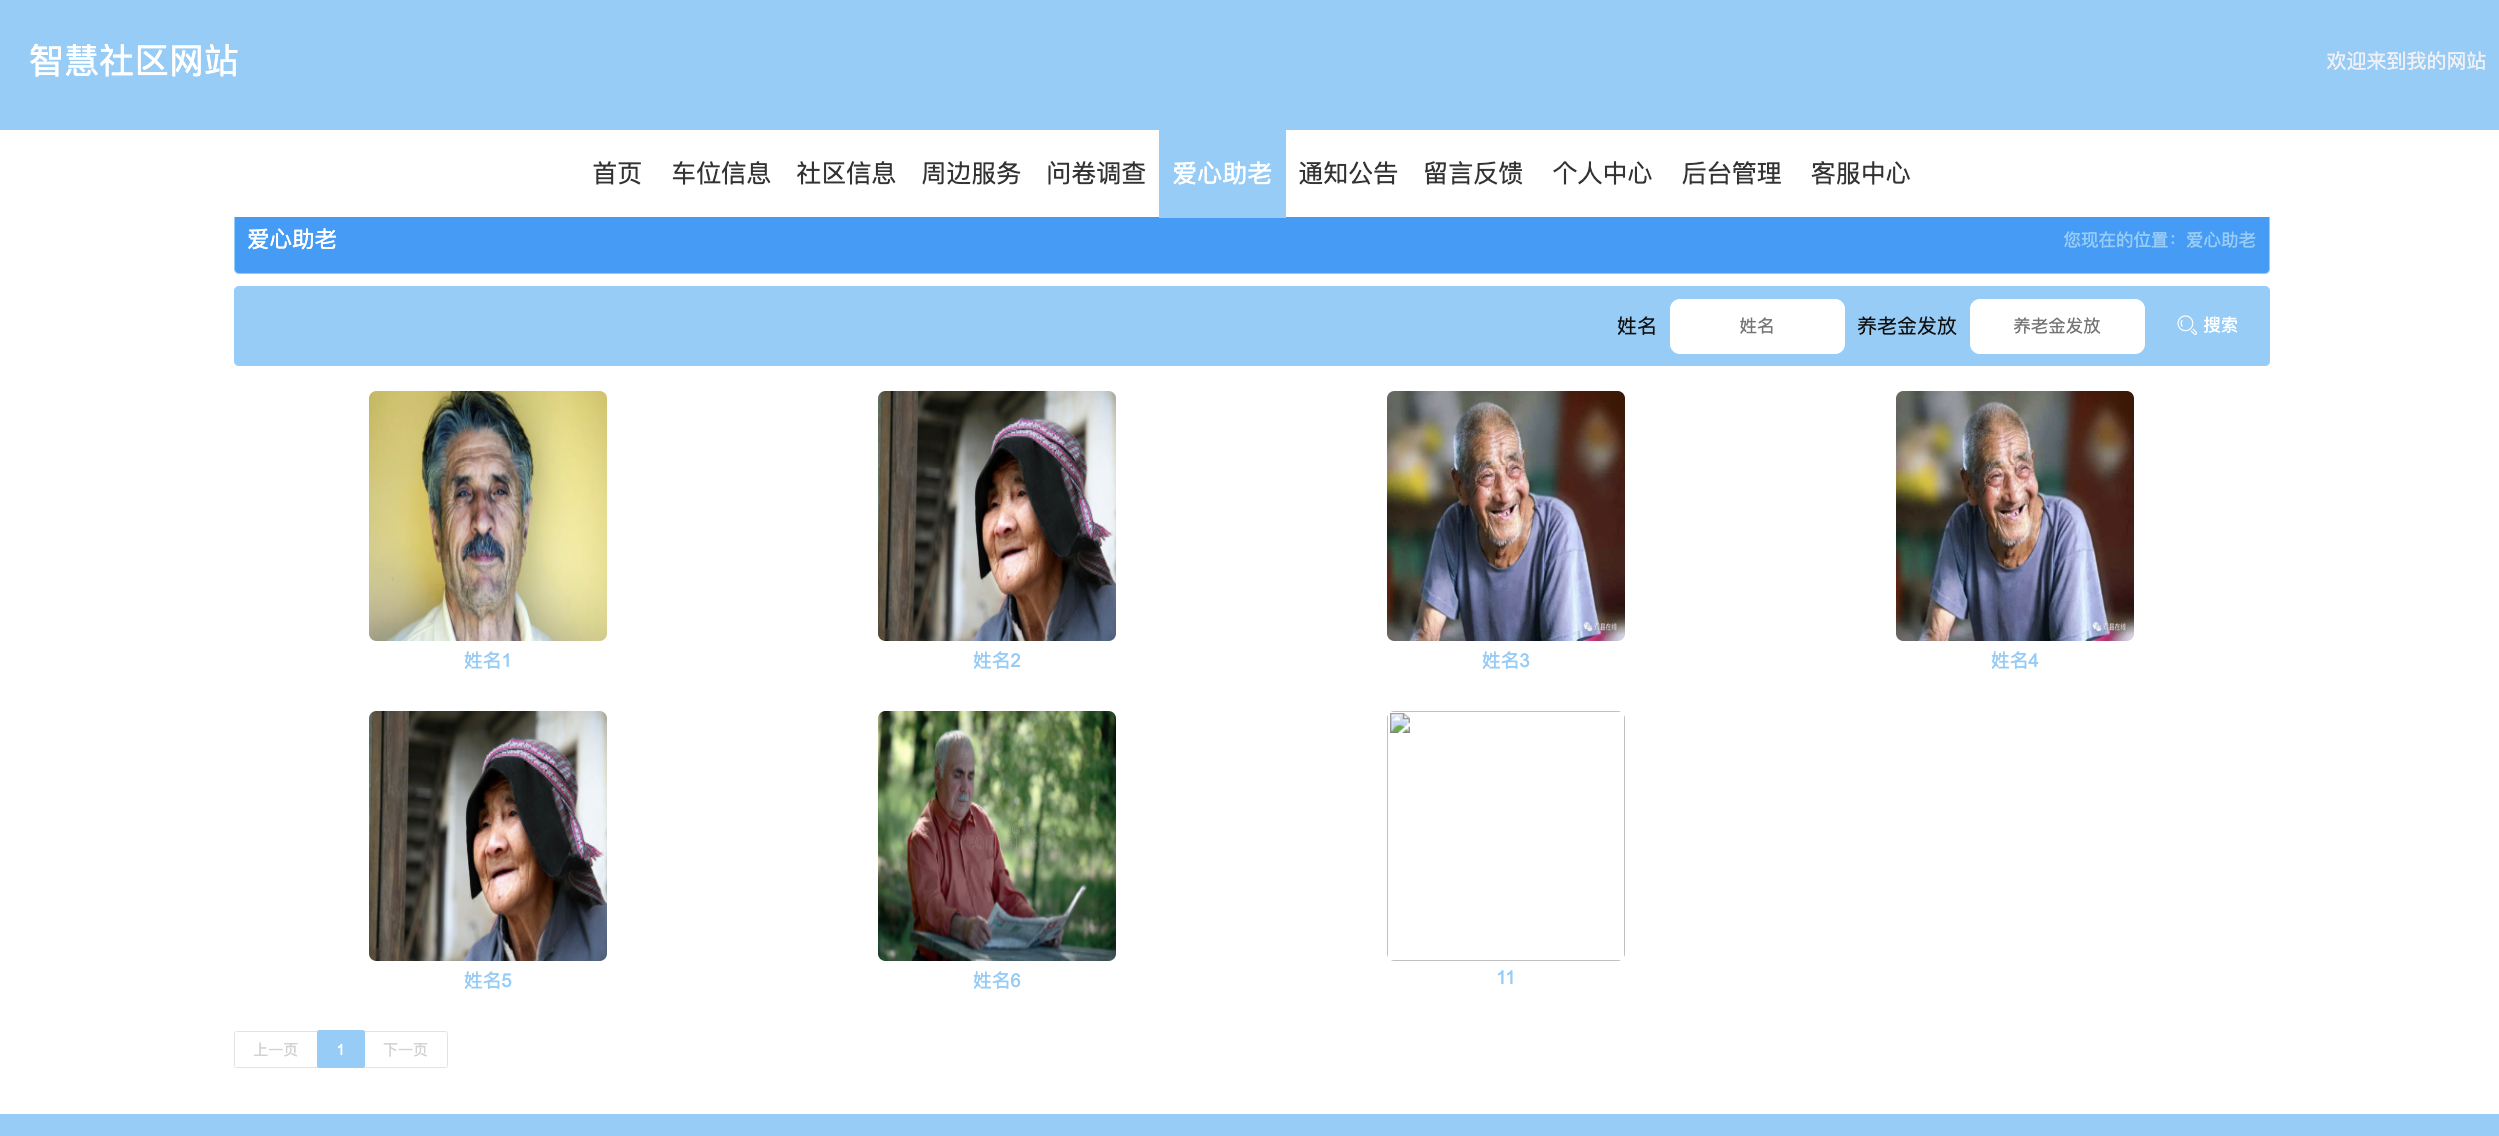 智慧社区网站
欢迎来到我的网站
首页 车位信息 社区信息 周边服务 问卷调查 爱心助老 通知公告 留言反馈 个人中心 后台管理 客服中心
爱心助老
您现在的位置：爱心助老
姓名 姓名 养老金发放 养老金发放 搜索
姓名1 姓名2 姓名3 姓名4
姓名5 姓名6 11
上一页 1 下一页